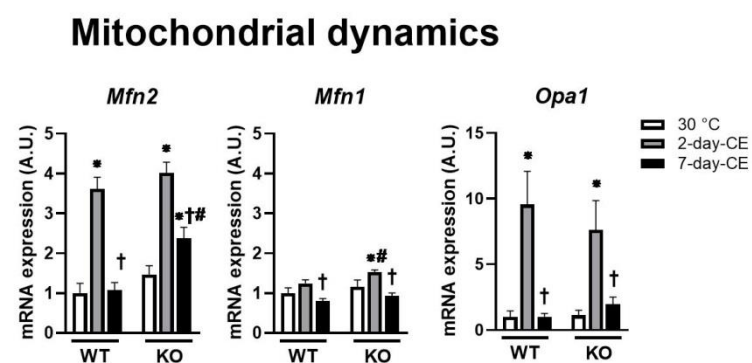 Mitochondrial dynamics
Mfn2
mRNA expression (A.U.)
5
4
3
2
1
0
*
†
*
*†#
WT
KO
Mfn1
mRNA expression (A.U.)
5
4
3
2
1
0
†
*#
†
WT
KO
Opa1
mRNA expression (A.U.)
15
10
5
0
*
†
*
†
WT
KO
30 °C
2-day-CE
7-day-CE